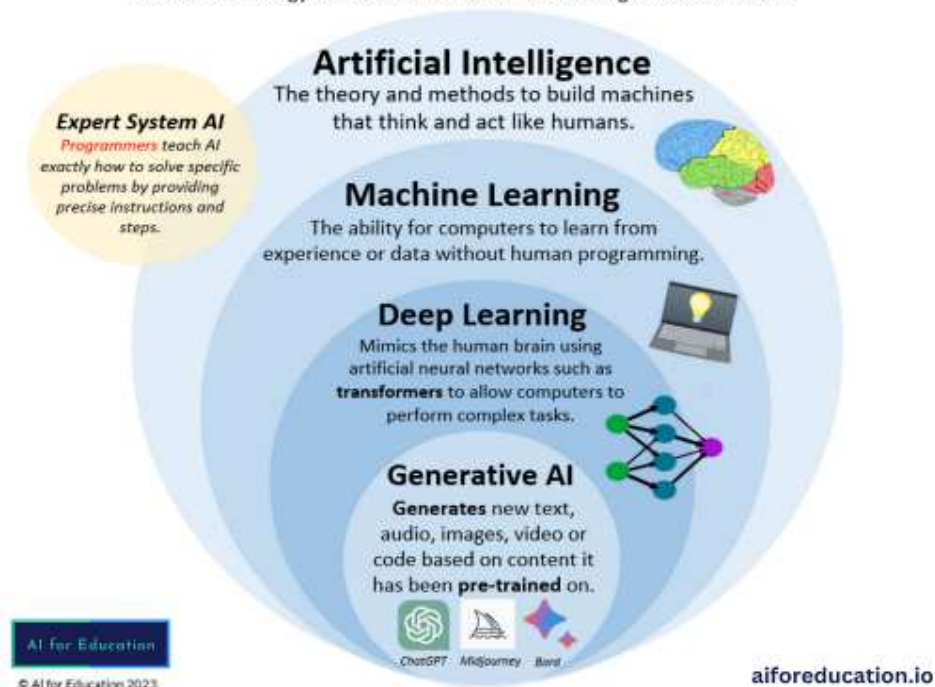 Artificial Intelligence
The theory and methods to build machines
that think and act like humans.
Expert System AI
Programmers teach AI
exactly how to solve specific
problems by providing
precise instructions and
steps.
Machine Learning
The ability for computers to learn from
experience or data without human programming.
Deep Learning
Mimics the human brain using
artificial neural networks such as
transformers to allow computers to
perform complex tasks.
Generative AI
Generates new text,
audio, images, video or
code based on content it
has been pre-trained on.
ChatGPT Midjourney Bard
AI for Education
© AI for Education 2023
aiforeducation.io